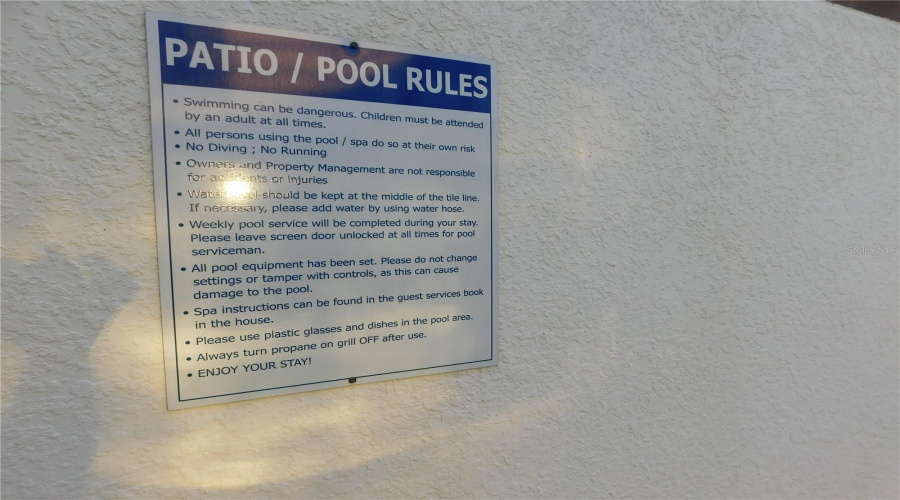 PATIO / POOL RULES
• Swimming can be dangerous. Children must be attended
by an adult at all times.
• All persons using the pool / spa do so at their own risk
• No Diving ; No Running
• Owners and Property Management are not responsible
for accidents or injuries
• Water level should be kept at the middle of the tile line.
If necessary, please add water by using water hose.
• Weekly pool service will be completed during your stay.
Please leave screen door unlocked at all times for pool
serviceman.
• All pool equipment has been set. Please do not change
settings or tamper with controls, as this can cause
damage to the pool.
• Spa instructions can be found in the guest services book
in the house.
• Please use plastic glasses and dishes in the pool area.
• Always turn propane on grill OFF after use.
• ENJOY YOUR STAY!